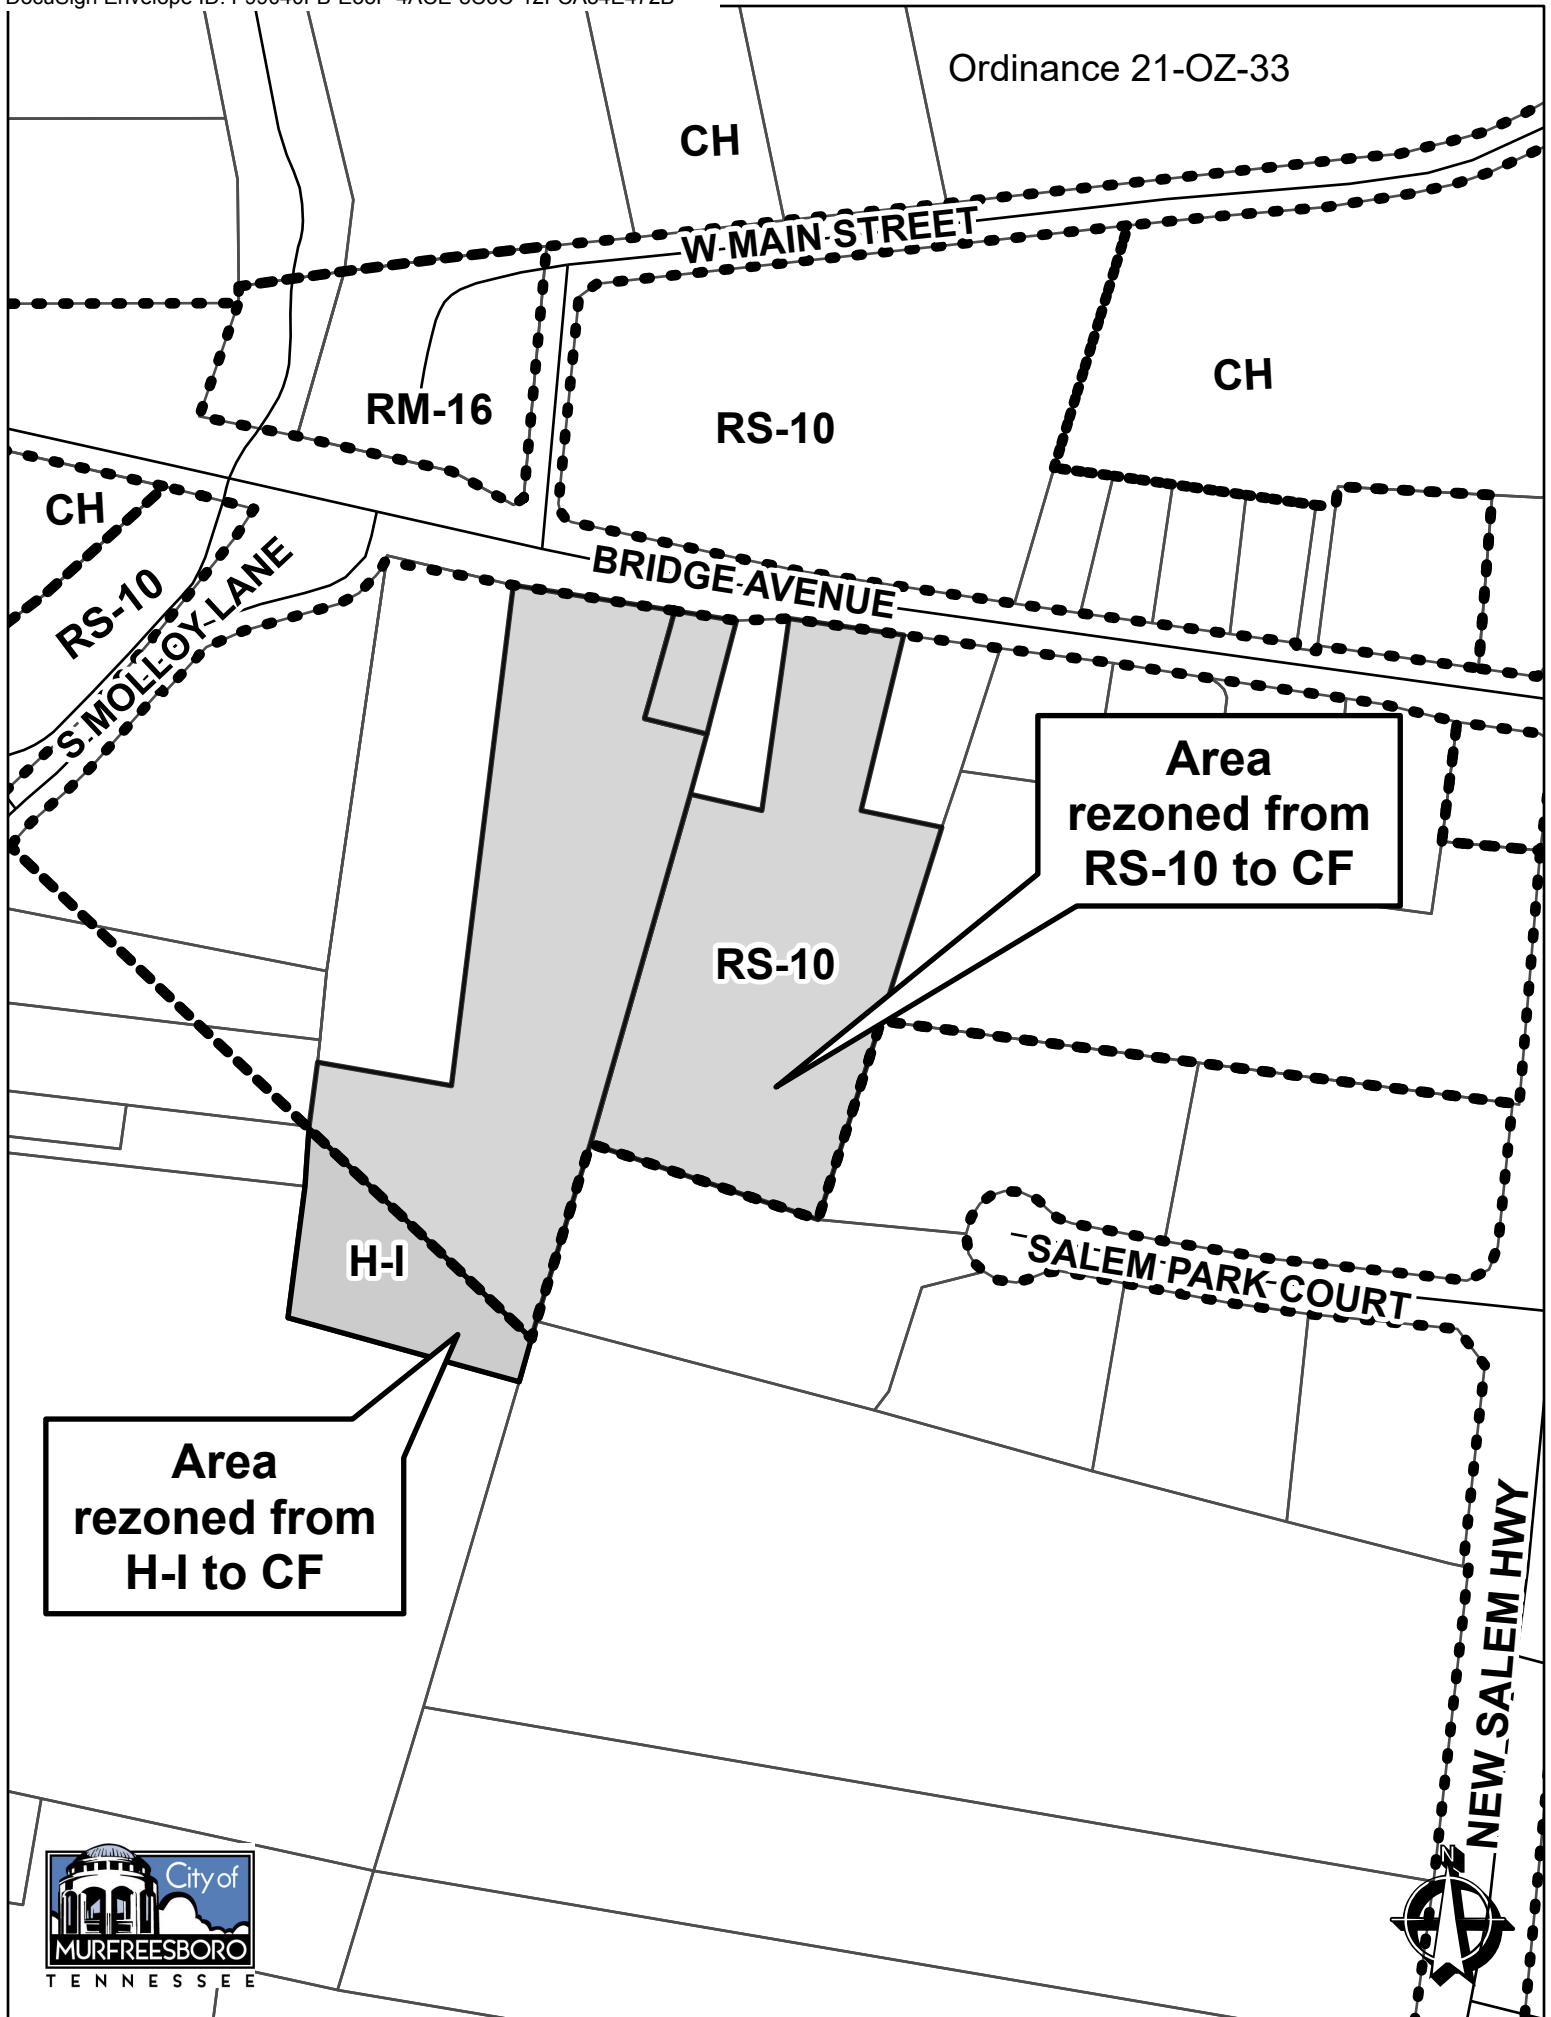 Ordinance 21-OZ-33
CH
W MAIN STREET
CH
RM-16
RS-10
CH
BRIDGE AVENUE
RS-10
S MOLLOY LANE
Area
rezoned from
RS-10 to CF
RS-10
H-I
SALEM PARK COURT
Area
rezoned from
H-I to CF
NEW SALEM HWY
N
City of
MURFREESBORO
TENNESSEE